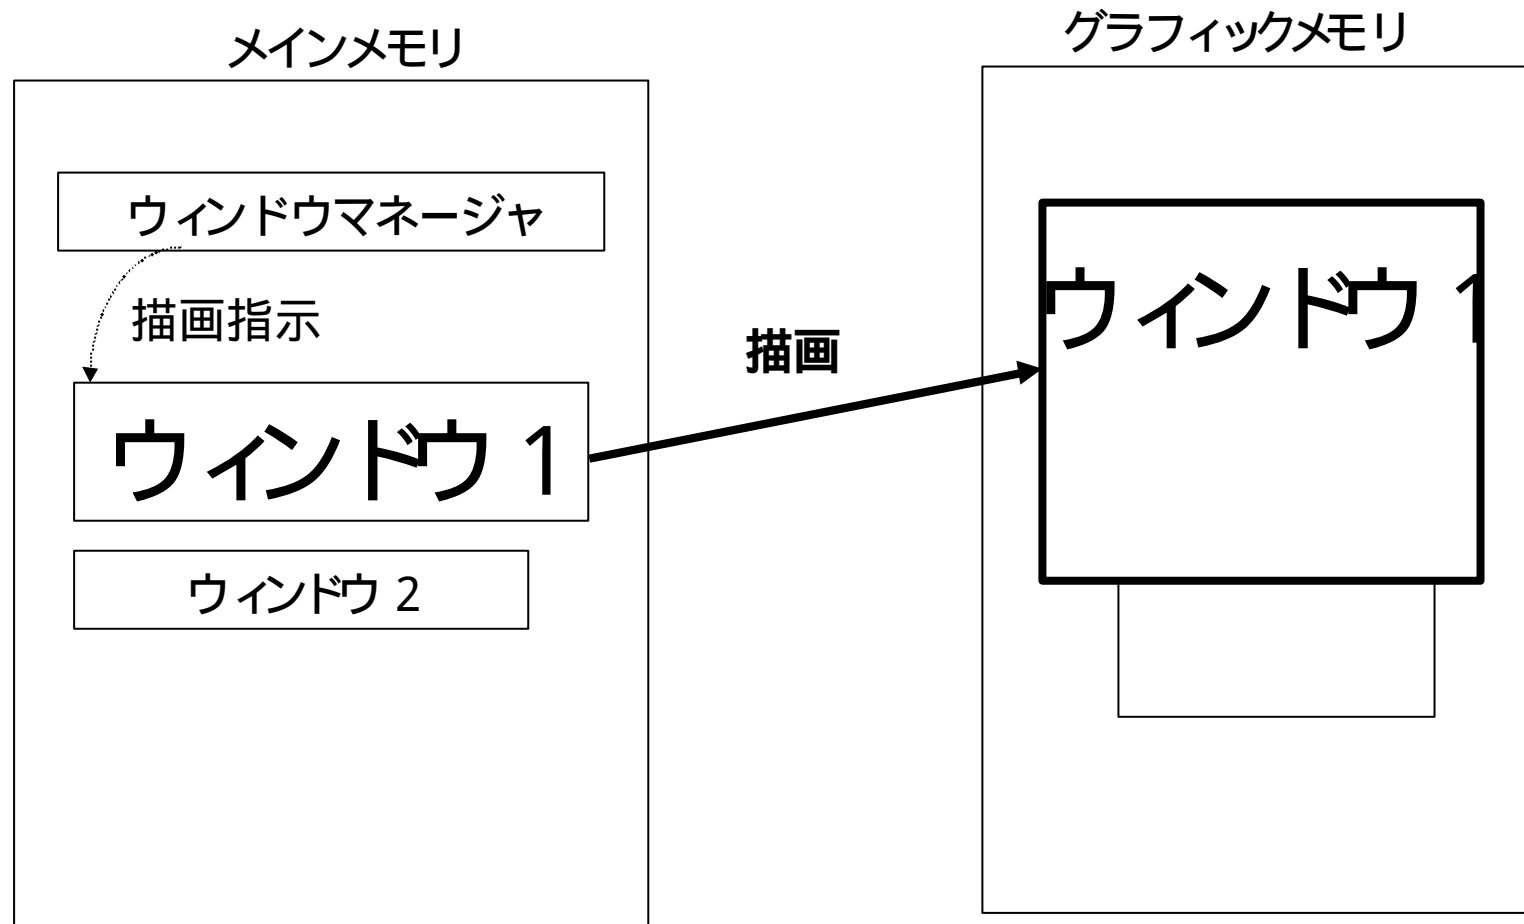 メインメモリ
グラフィックメモリ
ウィンドウマネージャ
描画指示
ウィンドウ 1
ウィンドウ 2
描画
ウィンドウ 1